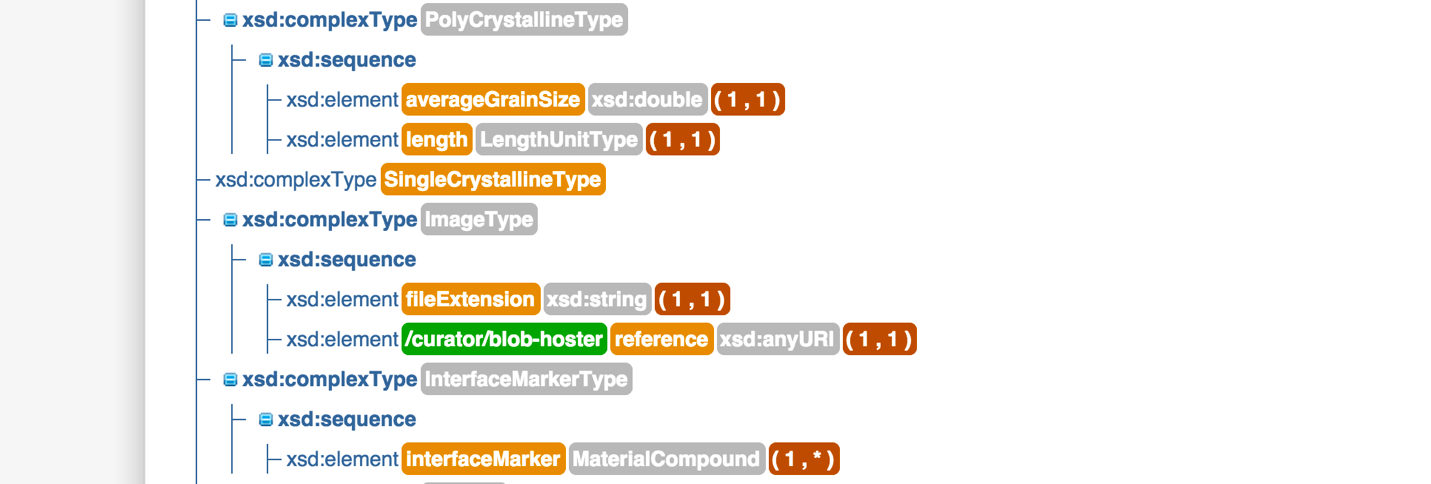 xsd:complexType PolyCrystallineType
xsd:sequence
xsd:element averageGrainSize xsd:double ( 1 , 1 )
xsd:element length LengthUnitType ( 1 , 1 )
xsd:complexType SingleCrystallineType
xsd:complexType ImageType
xsd:sequence
xsd:element fileExtension xsd:string ( 1 , 1 )
xsd:element /curator/blob-hoster reference xsd:anyURI ( 1 , 1 )
xsd:complexType InterfaceMarkerType
xsd:sequence
xsd:element interfaceMarker MaterialCompound ( 1 , * )